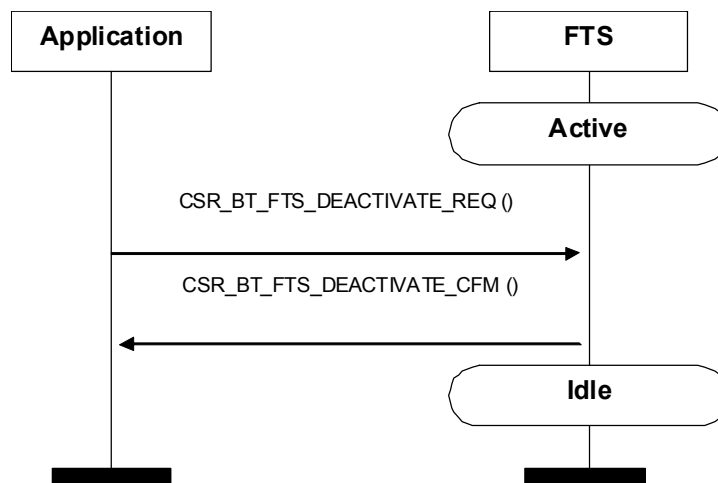 Application
FTS
Active
CSR_BT_FTS_DEACTIVATE_REQ ()
CSR_BT_FTS_DEACTIVATE_CFM ()
Idle